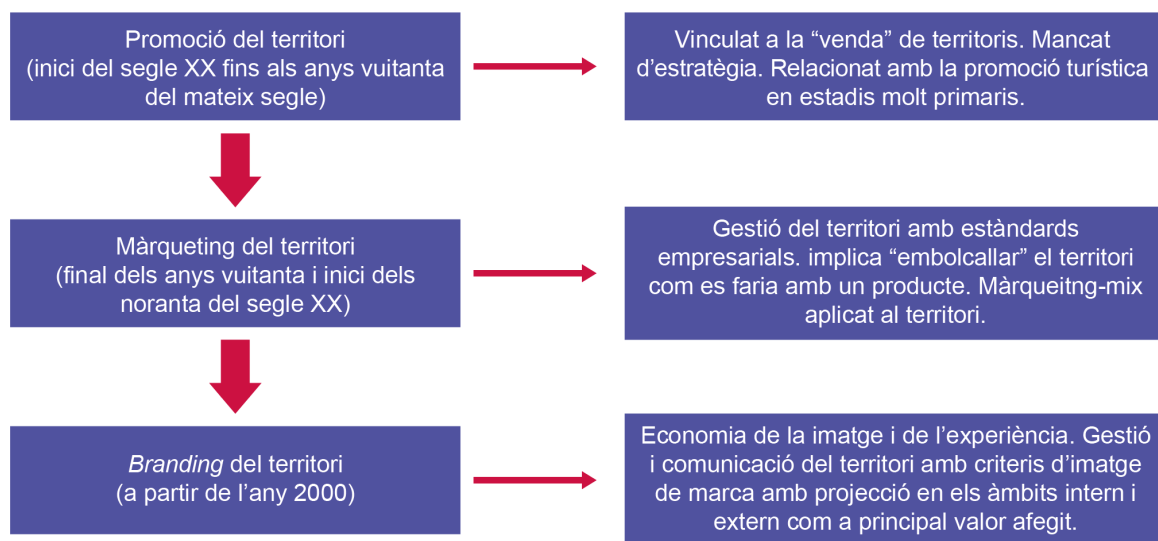 Promoció del territori
(inici del segle XX fins als anys vuitanta
del mateix segle)
Vinculat a la “venda” de territoris. Mancat
d’estratègia. Relacionat amb la promoció turística
en estadis molt primaris.
Màrqueting del territori
(final dels anys vuitanta i inici dels
noranta del segle XX)
Gestió del territori amb estàndards
empresarials. implica “embolcallar” el territori
com es faria amb un producte. Màrqueitng-mix
aplicat al territori.
Branding del territori
(a partir de l’any 2000)
Economia de la imatge i de l’experiència. Gestió
i comunicació del territori amb criteris d’imatge
de marca amb projecció en els àmbits intern i
extern com a principal valor afegit.